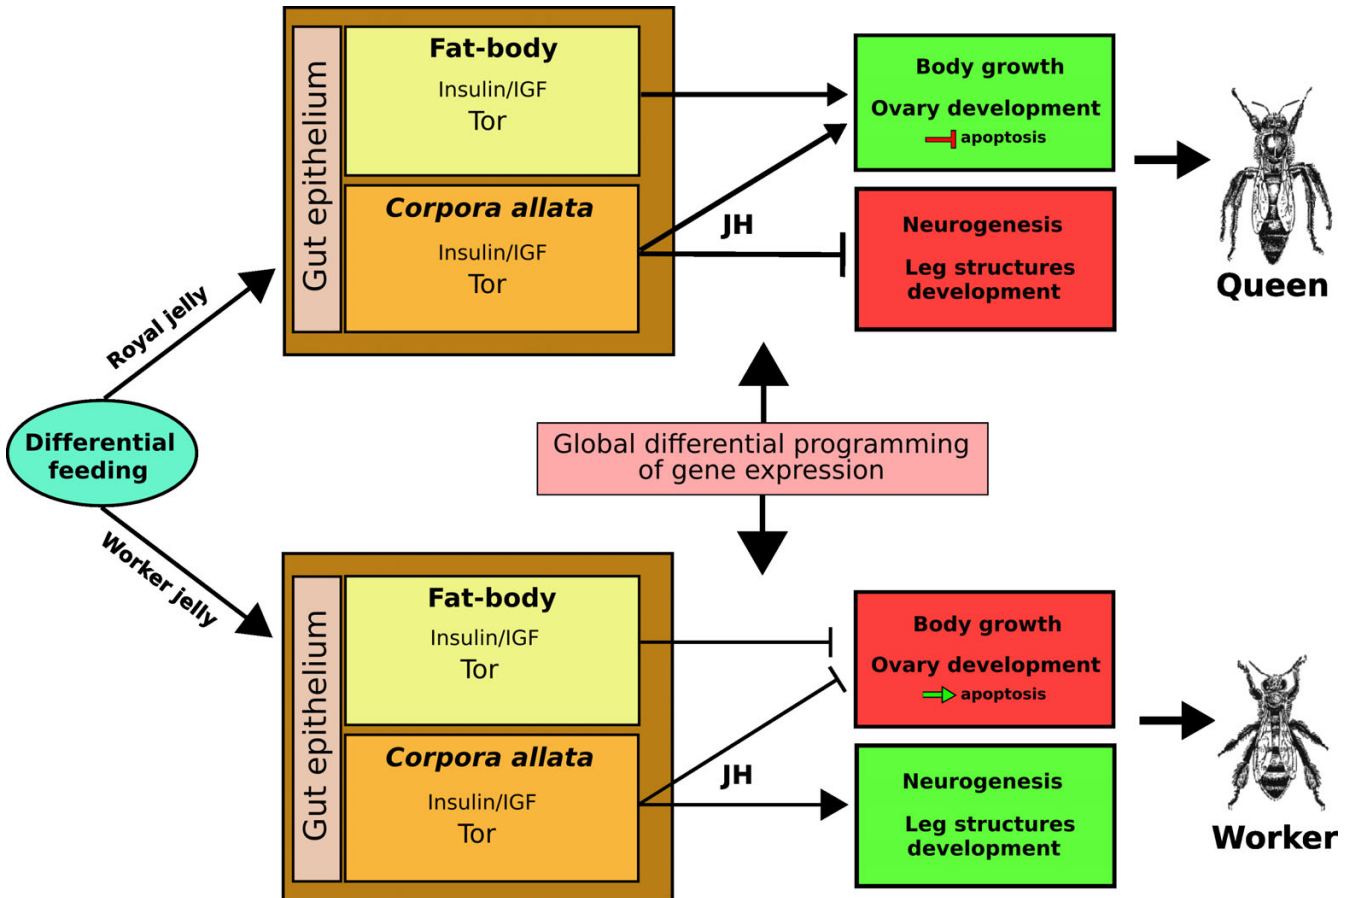 Gut epithelium
Fat-body
Insulin/IGF
Tor
Corpora allata
Insulin/IGF
Tor
JH
Body growth
Ovary development
apoptosis
Neurogenesis
Leg structures
development
Queen
Royal jelly
Differential
feeding
Worker jelly
Global differential programming
of gene expression
Gut epithelium
Fat-body
Insulin/IGF
Tor
Corpora allata
Insulin/IGF
Tor
JH
Body growth
Ovary development
apoptosis
Neurogenesis
Leg structures
development
Worker